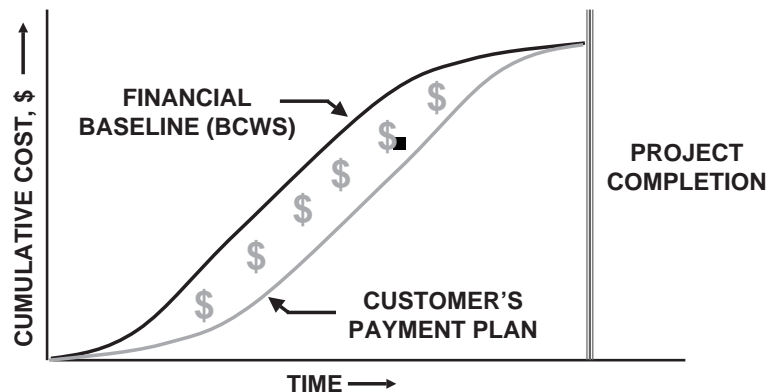 CUMULATIVE COST, $
FINANCIAL
BASELINE (BCWS)
$
$
$
$
$
$
PROJECT
COMPLETION
CUSTOMER'S
PAYMENT PLAN
TIME